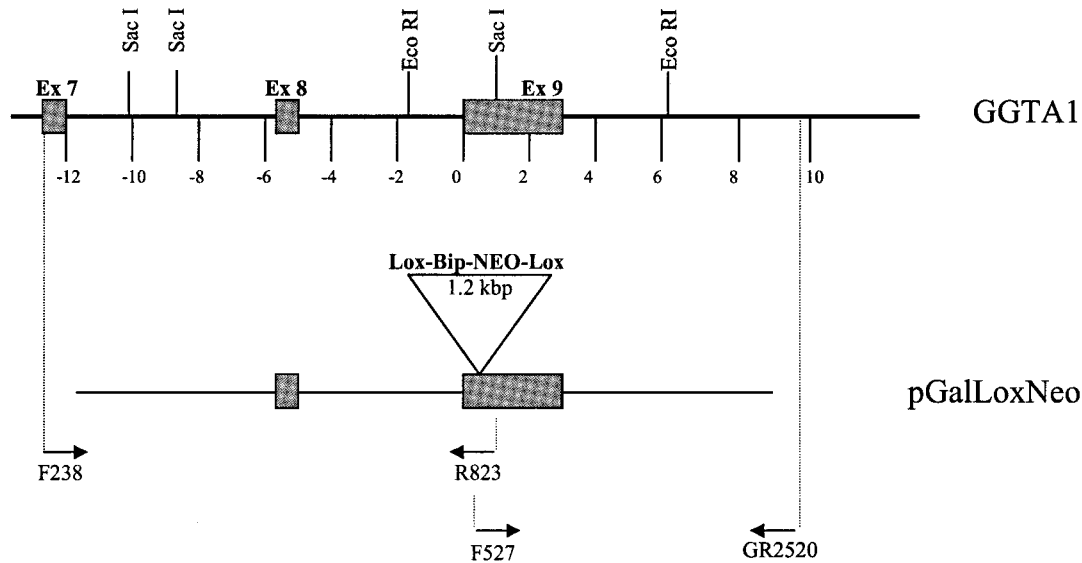 Sac I
Sac I
Eco RI
Sac I
Eco RI
Ex 7
Ex 8
Ex 9
GGTA1
-12 -10 -8 -6 -4 -2 0 2 4 6 8 10
Lox-Bip-NEO-Lox
1.2 kbp
pGalLoxNeo
F238
R823
F527
GR2520